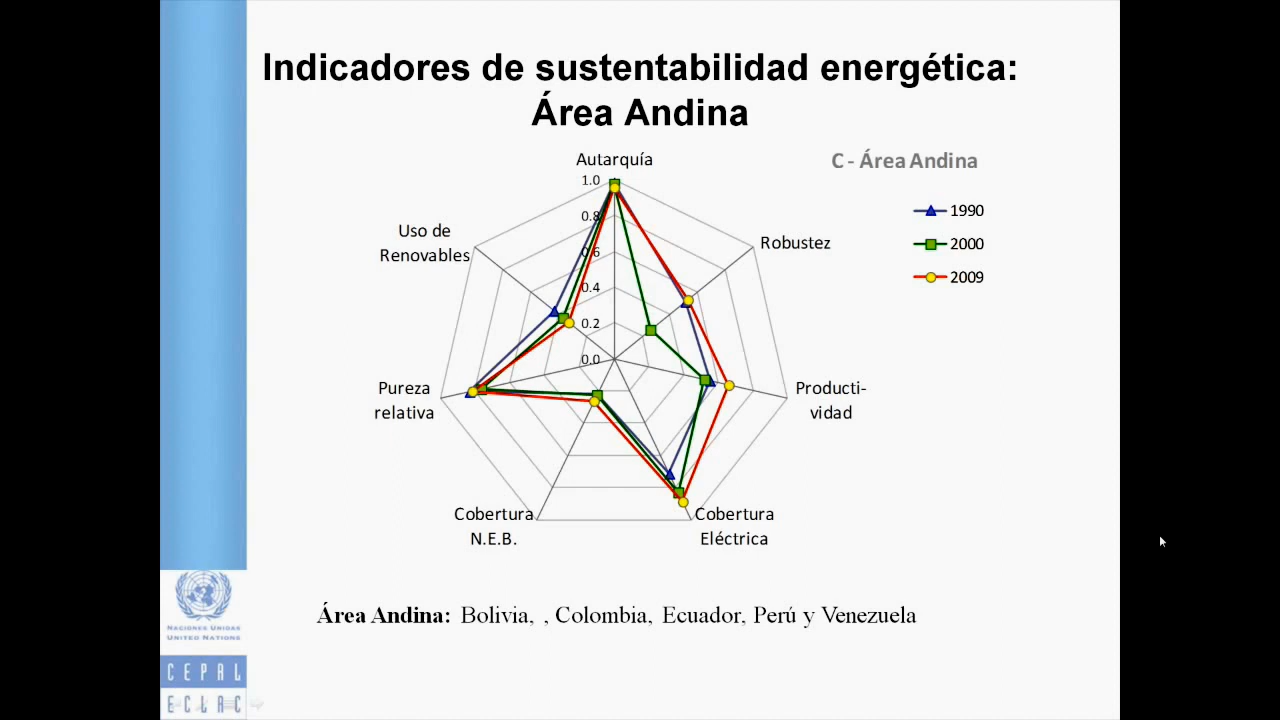 Indicadores de sustentabilidad energética:
Área Andina
C - Área Andina
1990
2000
2009
Autarquía
1.0
0.8
0.6
0.4
0.2
0.0
Robustez
Producti-
vidad
Cobertura
Eléctrica
Cobertura
N.E.B.
Pureza
relativa
Uso de
Renovables
Área Andina: Bolivia, , Colombia, Ecuador, Perú y Venezuela
NACIONES UNIDAS
UNITED NATIONS
CEPAL
ECLAC